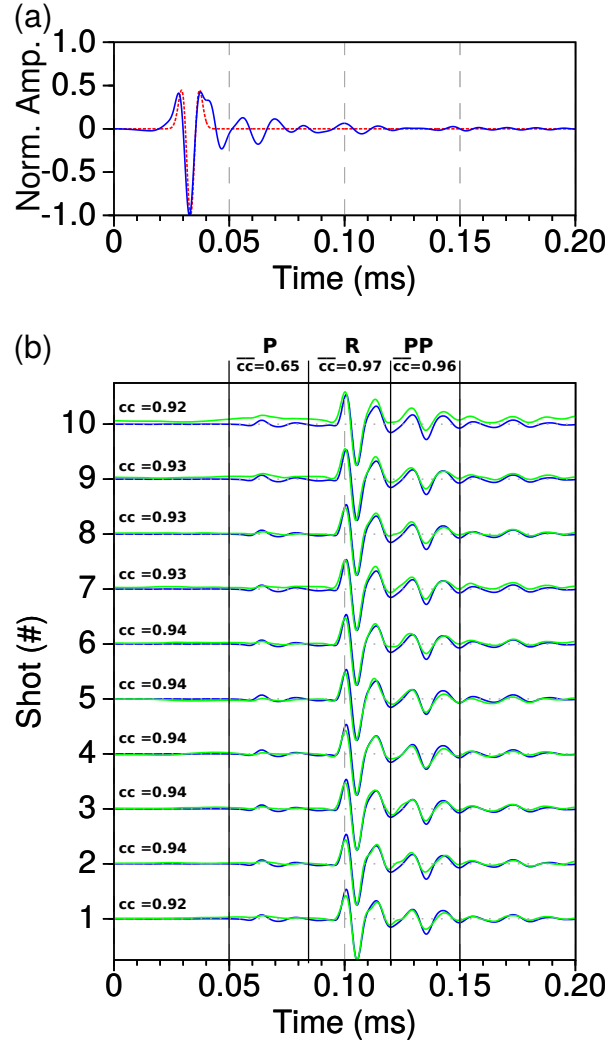 (a)
Norm. Amp.
1.0
0.5
0
-0.5
-1.0
0 0.05 0.10 0.15 0.20
Time (ms)
(b)
P R PP
cc=0.65 cc=0.97 cc=0.96
Shot (#)
10 cc =0.92
9 cc =0.93
8 cc =0.93
7 cc =0.93
6 cc =0.94
5 cc =0.94
4 cc =0.94
3 cc =0.94
2 cc =0.94
1 cc =0.92
0 0.05 0.10 0.15 0.20
Time (ms)